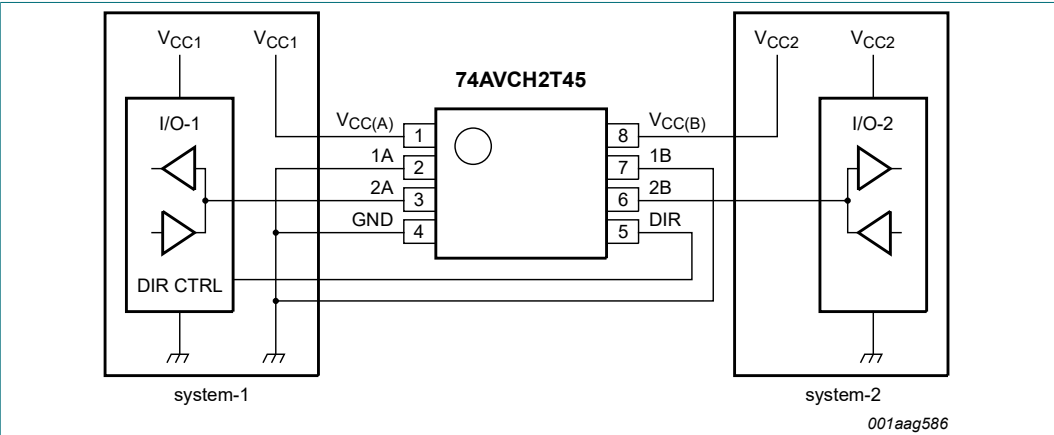 VCC1
VCC1
VCC2
VCC2
74AVCH2T45
I/O-1
I/O-2
VCC(A)
1
8
VCC(B)
1A
2
7
1B
2A
3
6
2B
GND
4
5
DIR
DIR CTRL
system-1
system-2
001aag586